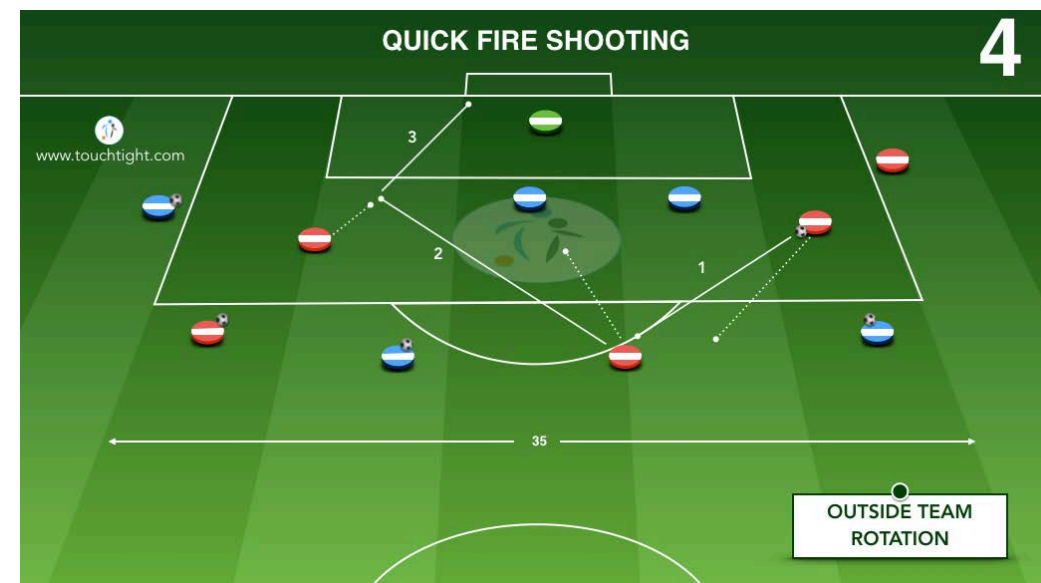 QUICK FIRE SHOOTING
4
www.touchtight.com
3
2
1
35
OUTSIDE TEAM
ROTATION